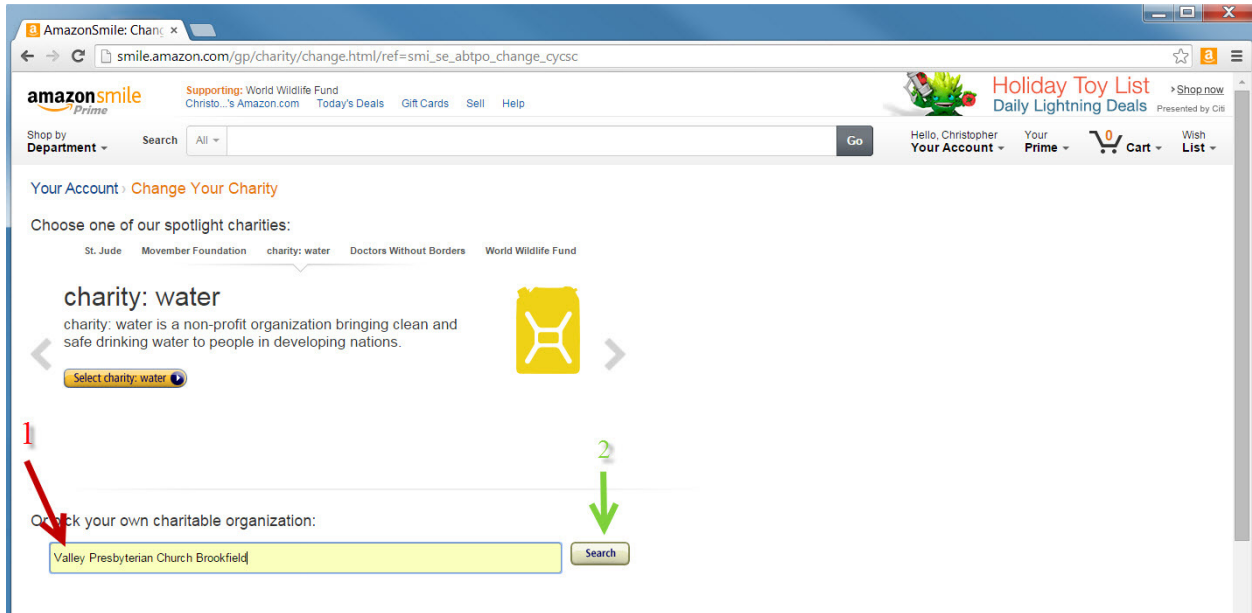 AmazonSmile: Chang
smile.amazon.com/gp/charity/change.html/ref=smi_se_abtpo_change_cycsc
amazonsmile
Prime
Supporting: World Wildlife Fund
Christo...'s Amazon.com Today's Deals Gift Cards Sell Help
Holiday Toy List
Daily Lightning Deals
Shop now
Presented by Citi
Shop by
Department
Search All Go
Hello, Christopher
Your Account
Your
Prime
0
Cart
Wish
List
Your Account › Change Your Charity
Choose one of our spotlight charities:
St. Jude Movember Foundation charity: water Doctors Without Borders World Wildlife Fund
charity: water
charity: water is a non-profit organization bringing clean and
safe drinking water to people in developing nations.
Select charity: water
1
2
Or pick your own charitable organization:
Valley Presbyterian Church Brookfield
Search